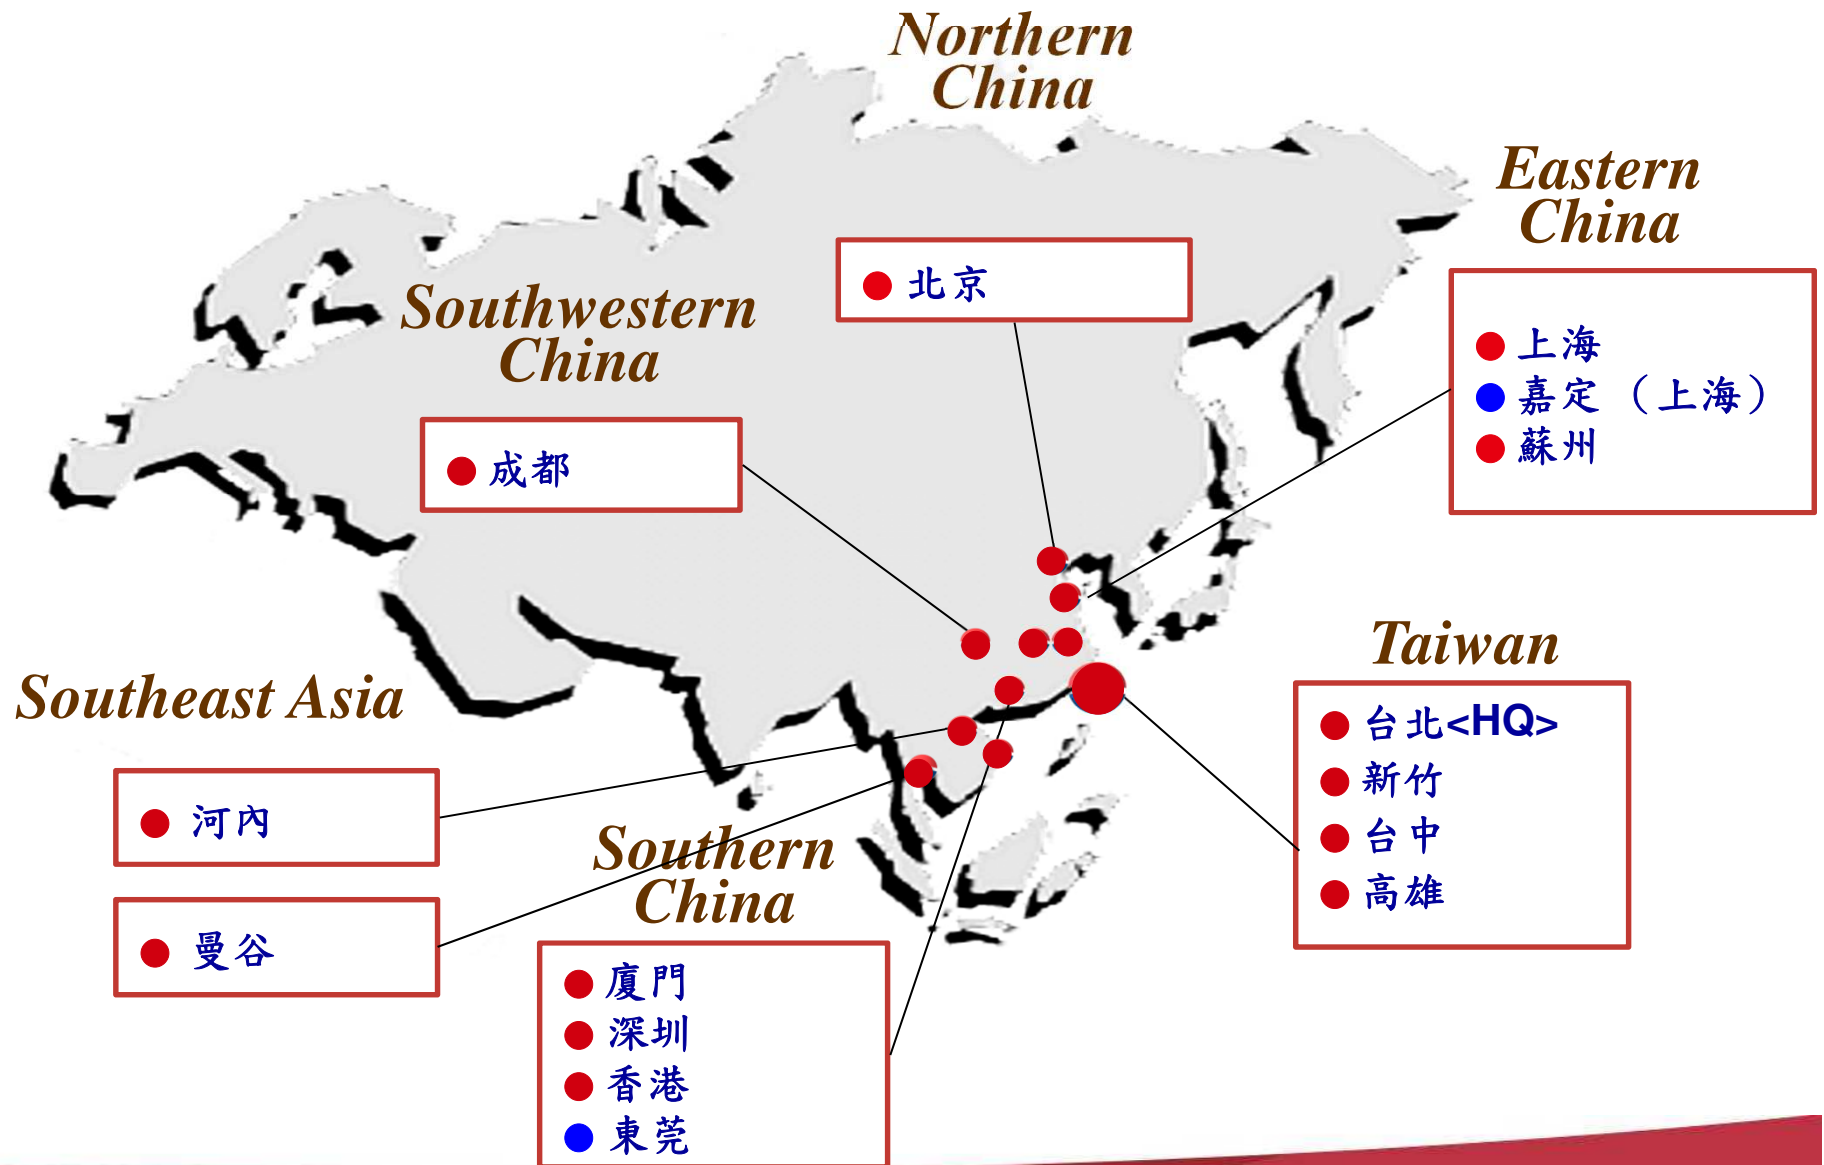 Northern
China
北京
Eastern
China
上海
嘉定（上海）
蘇州
Southwestern
China
成都
Taiwan
台北<HQ>
新竹
台中
高雄
Southeast Asia
河內
曼谷
Southern
China
廈門
深圳
香港
東莞